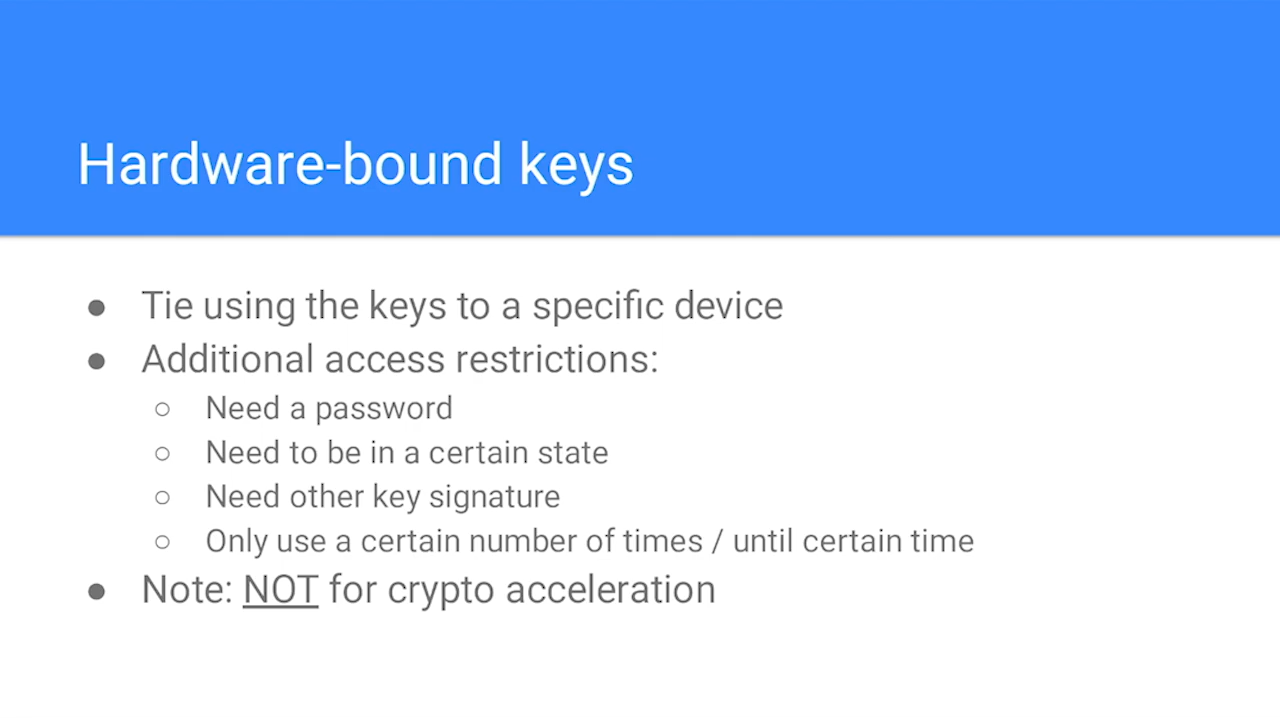 Hardware-bound keys
● Tie using the keys to a specific device
● Additional access restrictions:
○ Need a password
○ Need to be in a certain state
○ Need other key signature
○ Only use a certain number of times / until certain time
● Note: NOT for crypto acceleration